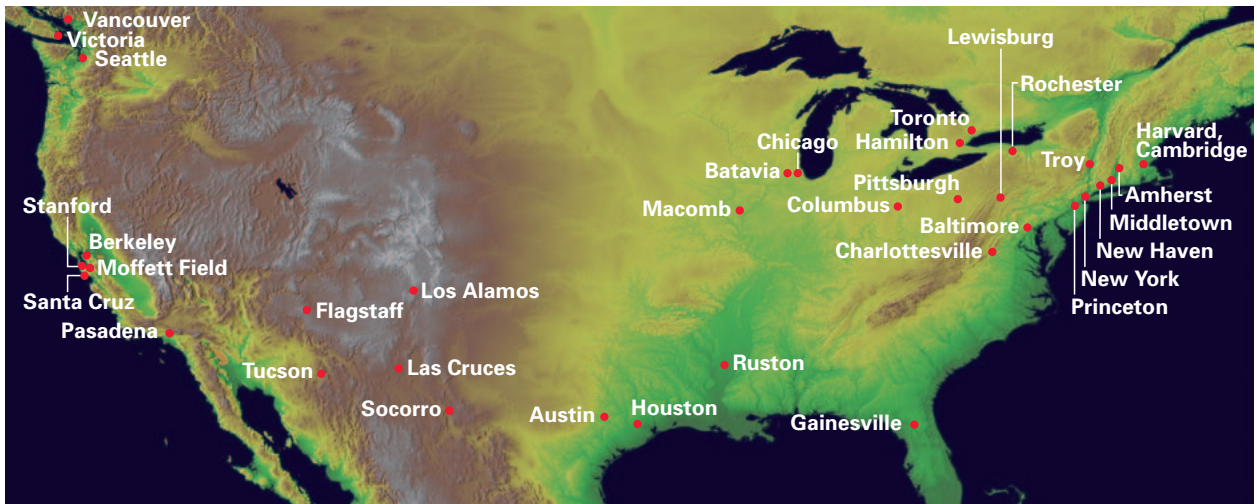 Vancouver
Victoria
Seattle
Lewisburg
Rochester
Toronto
Hamilton
Chicago
Batavia
Troy
Harvard,
Cambridge
Pittsburgh
Amherst
Macomb
Columbus
Middletown
Stanford
Baltimore
Berkeley
Charlottesville
New Haven
Moffett Field
New York
Santa Cruz
Los Alamos
Princeton
Flagstaff
Pasadena
Tucson
Las Cruces
Ruston
Socorro
Austin
Houston
Gainesville